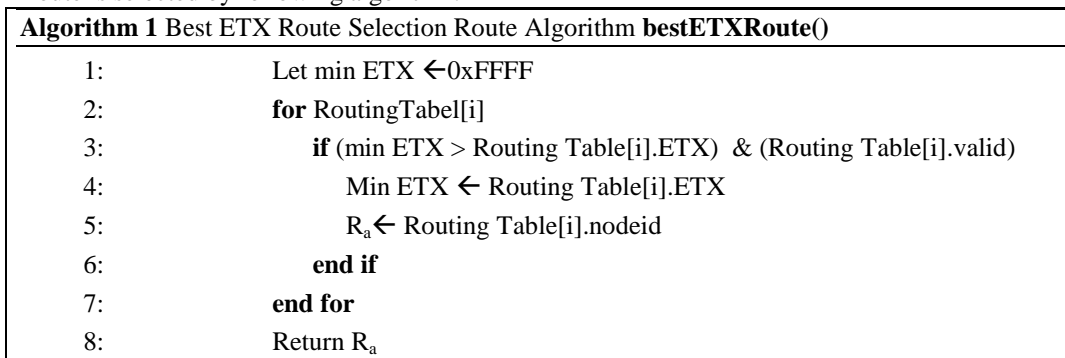 Algorithm 1 Best ETX Route Selection Route Algorithm bestETXRoute()
1: Let min ETX ←0xFFFF
2: for RoutingTabel[i]
3: if (min ETX > Routing Table[i].ETX) & (Routing Table[i].valid)
4: Min ETX ← Routing Table[i].ETX
5: Ra← Routing Table[i].nodeid
6: end if
7: end for
8: Return Ra